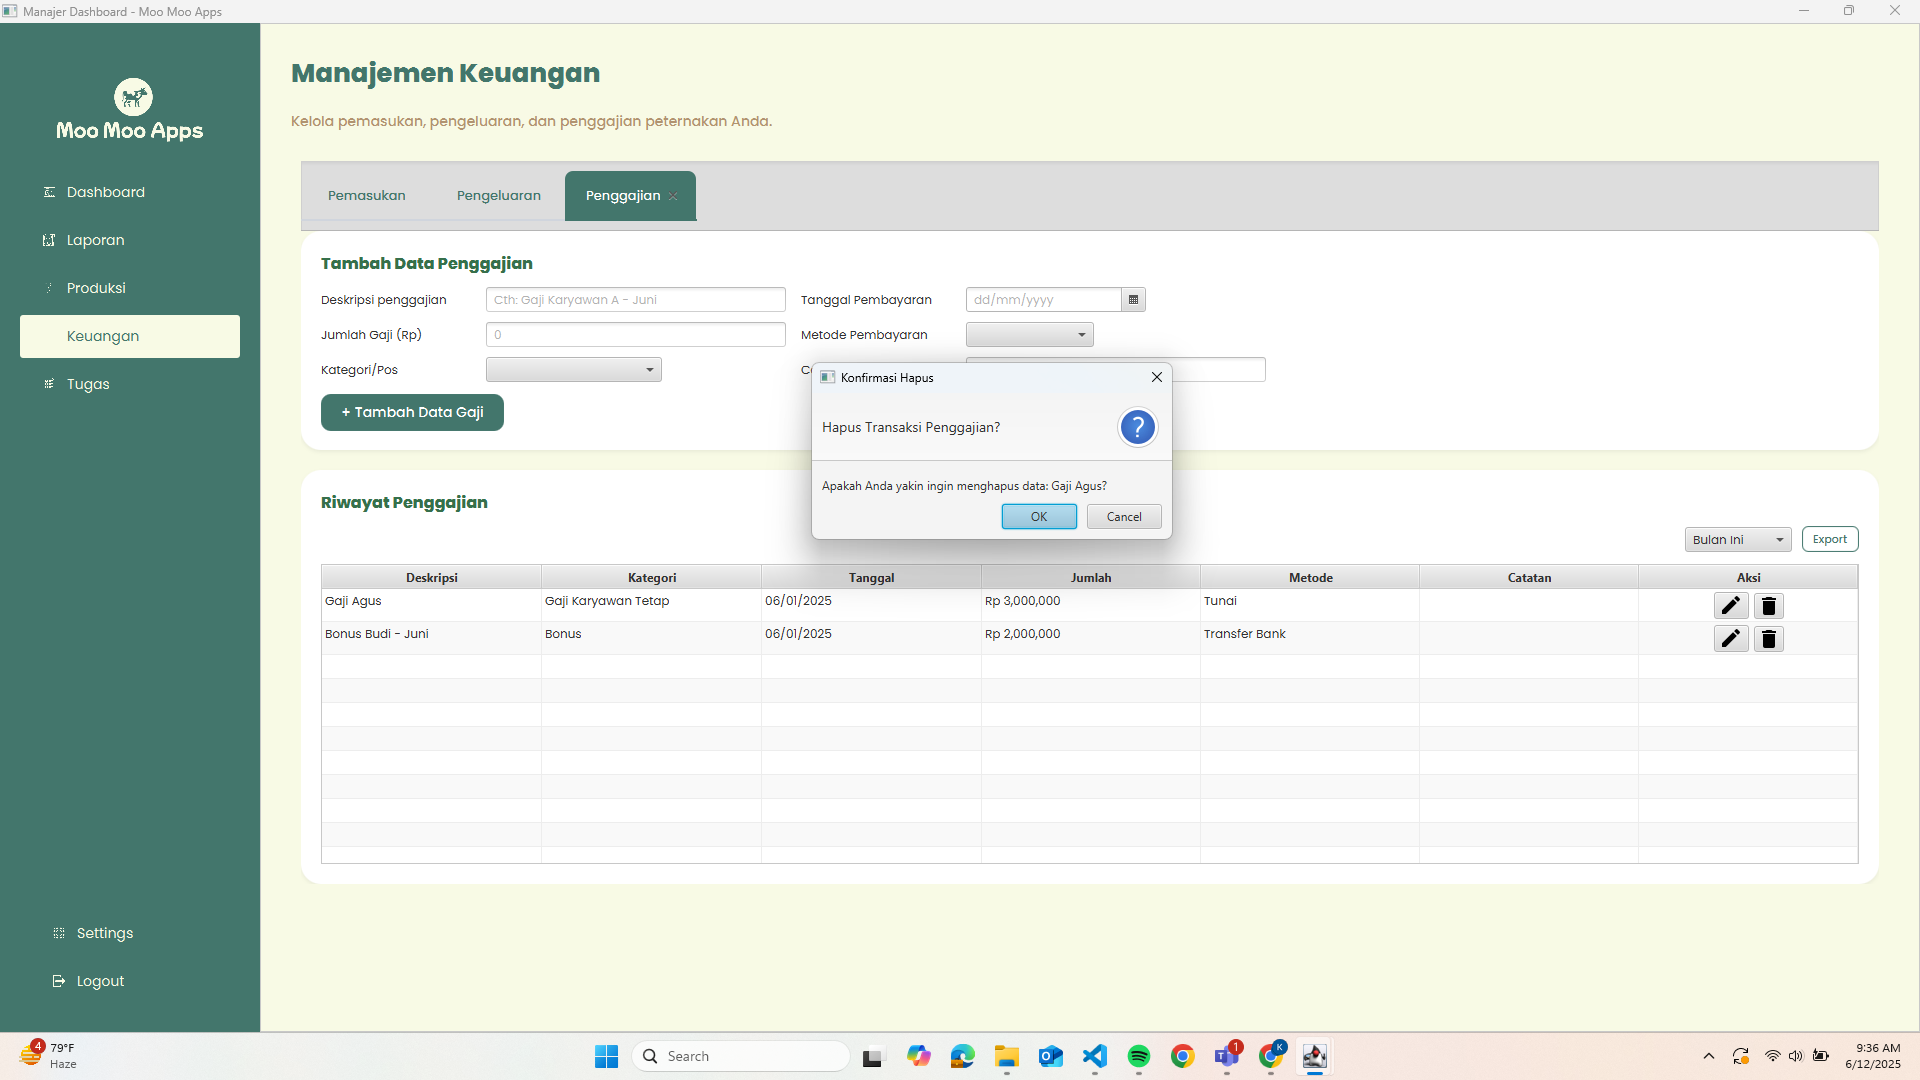 Manajer Dashboard - Moo Moo Apps
Moo Moo Apps
Dashboard
Laporan
Produksi
Keuangan
Tugas
Settings
Logout
Manajemen Keuangan
Kelola pemasukan, pengeluaran, dan penggajian peternakan Anda.
Pemasukan Pengeluaran Penggajian
Tambah Data Penggajian
Deskripsi penggajian Cth: Gaji Karyawan A - Juni Tanggal Pembayaran dd/mm/yyyy
Jumlah Gaji (Rp) 0 Metode Pembayaran
Kategori/Pos
+ Tambah Data Gaji
Konfirmasi Hapus
Hapus Transaksi Penggajian?
?
Apakah Anda yakin ingin menghapus data: Gaji Agus?
OK Cancel
Riwayat Penggajian
Bulan Ini Export
Deskripsi Kategori Tanggal Jumlah Metode Catatan Aksi
Gaji Agus Gaji Karyawan Tetap 06/01/2025 Rp 3,000,000 Tunai
Bonus Budi - Juni Bonus 06/01/2025 Rp 2,000,000 Transfer Bank
4
79°F
Haze
Search
1
K
9:36 AM
6/12/2025